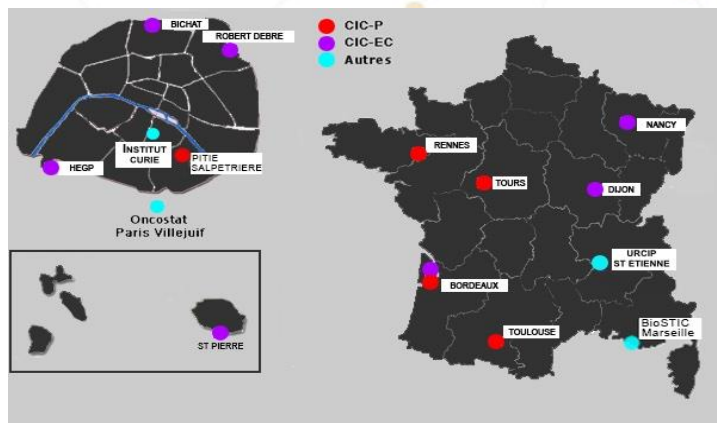 BICHAT
ROBERT DEBRE
INSTITUT
CURIE
PITIE
SALPETRIERE
HEGP
Oncostat
Paris Villejuif
ST PIERRE
CIC-P
CIC-EC
Autres
NANCY
RENNES
TOURS
DIJON
URCIP
ST ETIENNE
BORDEAUX
TOULOUSE
BioSTIC
Marseille